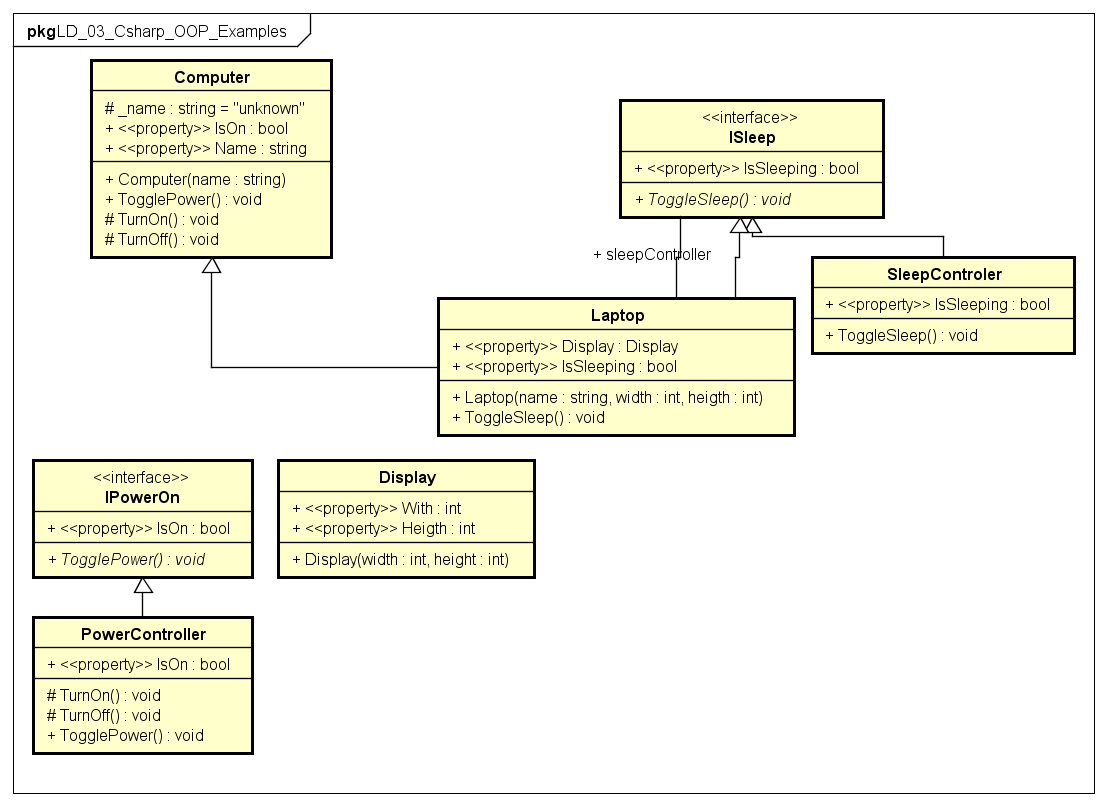 pkgLD_03_Csharp_OOP_Examples
Computer
# _name : string = "unknown"
+ <<property>> IsOn : bool
+ <<property>> Name : string
+ Computer(name : string)
+ TogglePower() : void
# TurnOn() : void
# TurnOff() : void
<<interface>>
ISleep
+ <<property>> IsSleeping : bool
+ ToggleSleep() : void
+ sleepController
SleepControler
+ <<property>> IsSleeping : bool
+ ToggleSleep() : void
Laptop
+ <<property>> Display : Display
+ <<property>> IsSleeping : bool
+ Laptop(name : string, width : int, heigth : int)
+ ToggleSleep() : void
<<interface>>
IPowerOn
+ <<property>> IsOn : bool
+ TogglePower() : void
Display
+ <<property>> With : int
+ <<property>> Heigth : int
+ Display(width : int, height : int)
PowerController
+ <<property>> IsOn : bool
# TurnOn() : void
# TurnOff() : void
+ TogglePower() : void